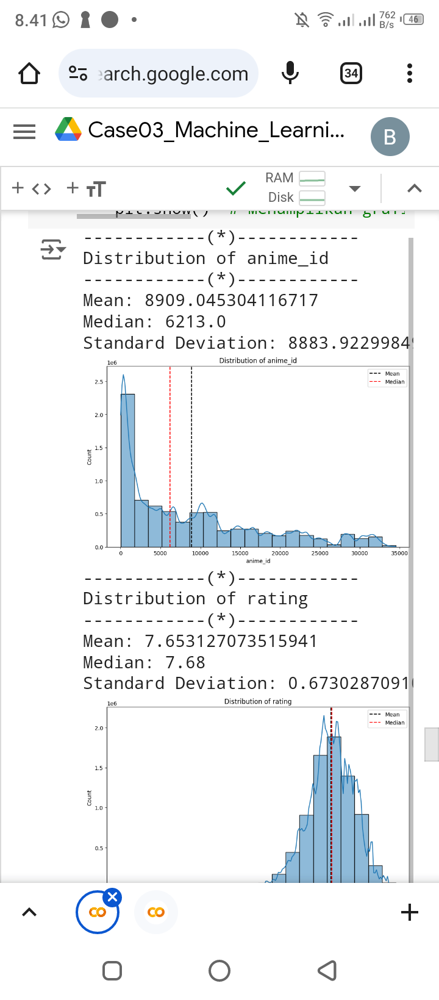 8.41
762
B/s
46
arch.google.com
34
Case03_Machine_Learni...
B
RAM
Disk
plt.show() # Menampilkan graf
------------(*)------------
Distribution of anime_id
------------(*)------------
Mean: 8909.045304116717
Median: 6213.0
Standard Deviation: 8883.9229984
Distribution of anime_id
1e6
Mean
Median
2.5
2.0
1.5
1.0
0.5
0.0
Count
0 5000 10000 15000 20000 25000 30000 35000
anime_id
------------(*)------------
Distribution of rating
------------(*)------------
Mean: 7.653127073515941
Median: 7.68
Standard Deviation: 0.6730287091
Distribution of rating
1e6
Mean
Median
2.0
1.5
1.0
0.5
Count